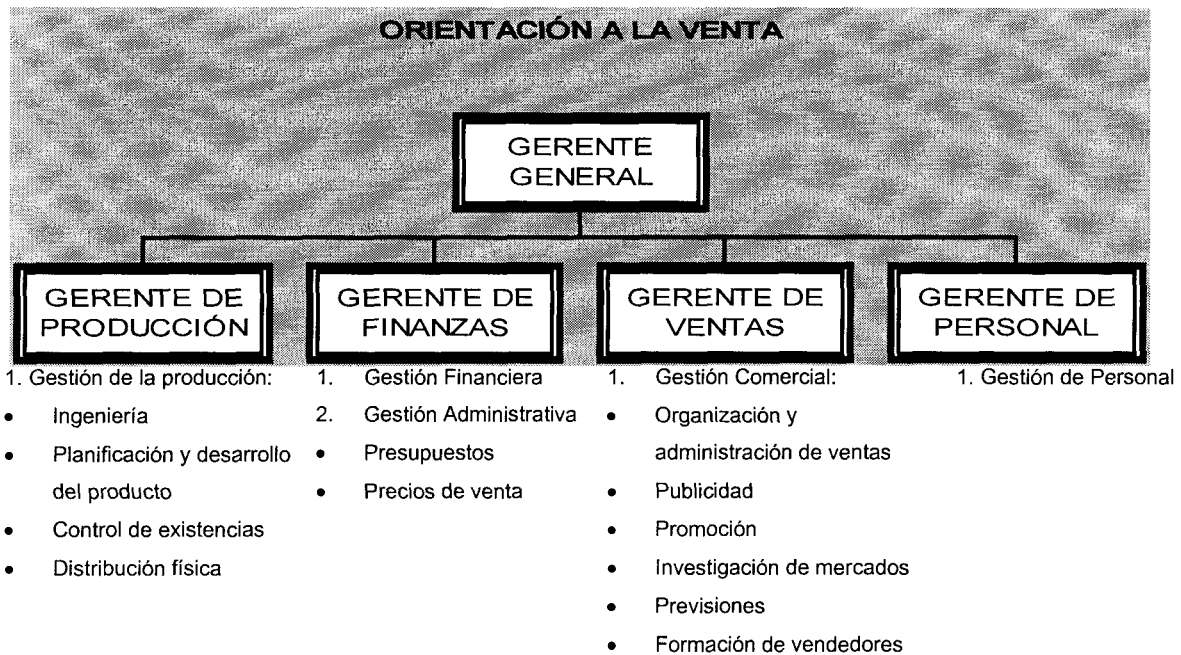 ORIENTACIÓN A LA VENTA
GERENTE
GENERAL
GERENTE DE
PRODUCCIÓN
GERENTE DE
FINANZAS
GERENTE DE
VENTAS
GERENTE DE
PERSONAL
1. Gestión de la producción:
• Ingeniería
• Planificación y desarrollo
del producto
• Control de existencias
• Distribución física
1. Gestión Financiera
2. Gestión Administrativa
• Presupuestos
• Precios de venta
1. Gestión Comercial:
• Organización y
administración de ventas
• Publicidad
• Promoción
• Investigación de mercados
• Previsiones
• Formación de vendedores
1. Gestión de Personal